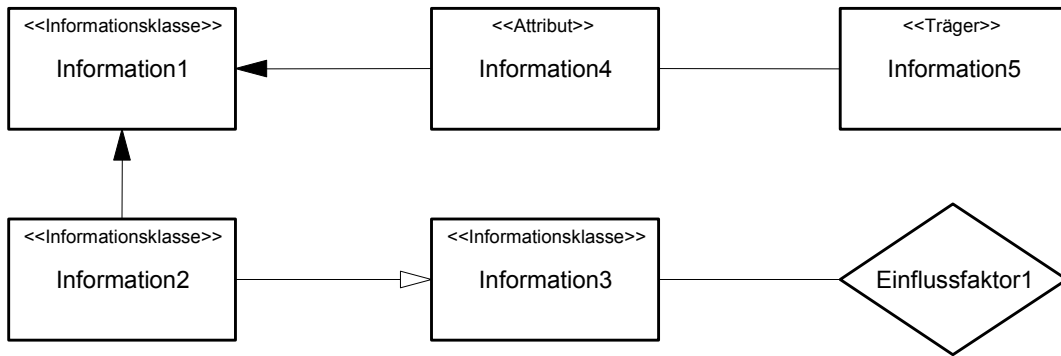 <<Informationsklasse>>
Information1
<<Attribut>>
Information4
<<Träger>>
Information5
<<Informationsklasse>>
Information2
<<Informationsklasse>>
Information3
Einflussfaktor1